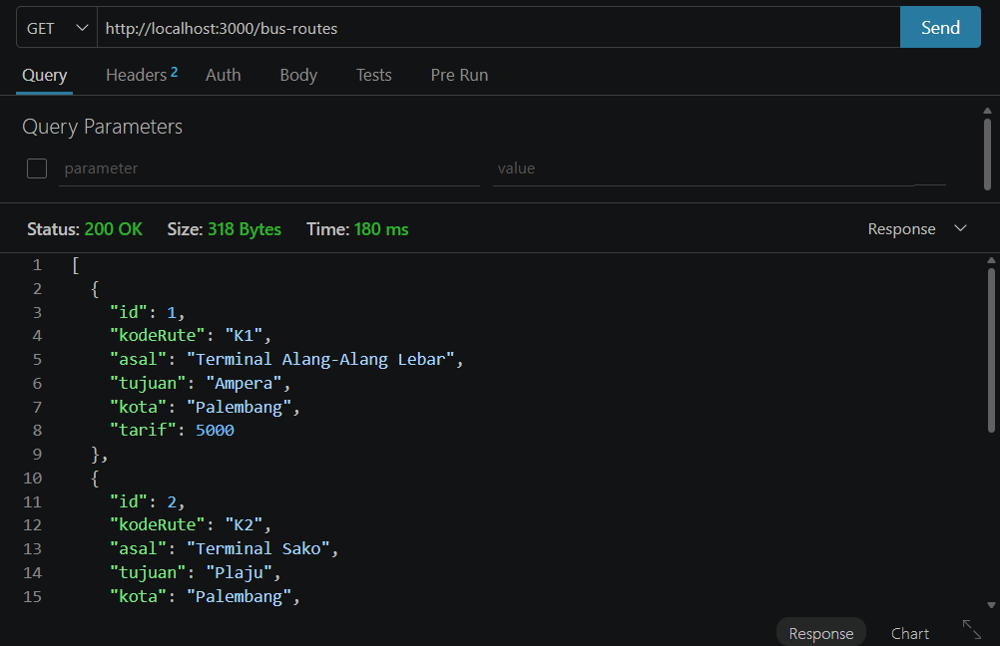 GET http://localhost:3000/bus-routes Send
Query Headers 2 Auth Body Tests Pre Run
Query Parameters
parameter value
Status: 200 OK Size: 318 Bytes Time: 180 ms Response
1 [
2 {
3 "id": 1,
4 "kodeRute": "K1",
5 "asal": "Terminal Alang-Alang Lebar",
6 "tujuan": "Ampera",
7 "kota": "Palembang",
8 "tarif": 5000
9 },
10 {
11 "id": 2,
12 "kodeRute": "K2",
13 "asal": "Terminal Sako",
14 "tujuan": "Plaju",
15 "kota": "Palembang",
Response Chart